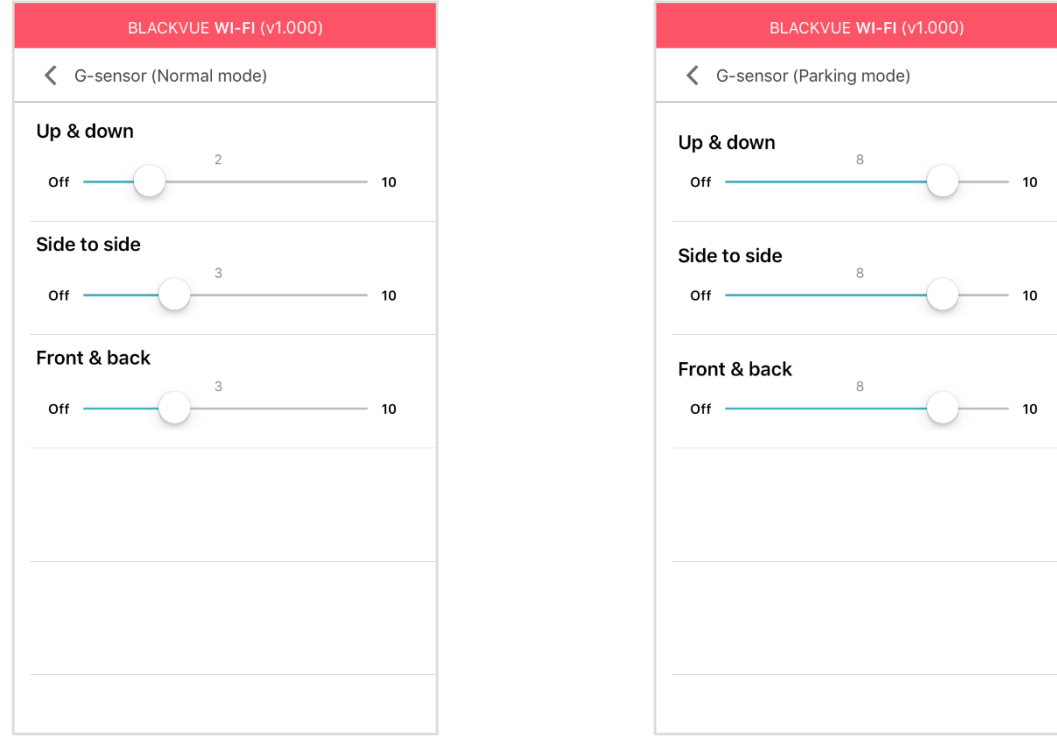 BLACKVUE WI-FI (v1.000)
G-sensor (Normal mode)
Up & down
2
Off 10
Side to side
3
Off 10
Front & back
3
Off 10
BLACKVUE WI-FI (v1.000)
G-sensor (Parking mode)
Up & down
8
Off 10
Side to side
8
Off 10
Front & back
8
Off 10